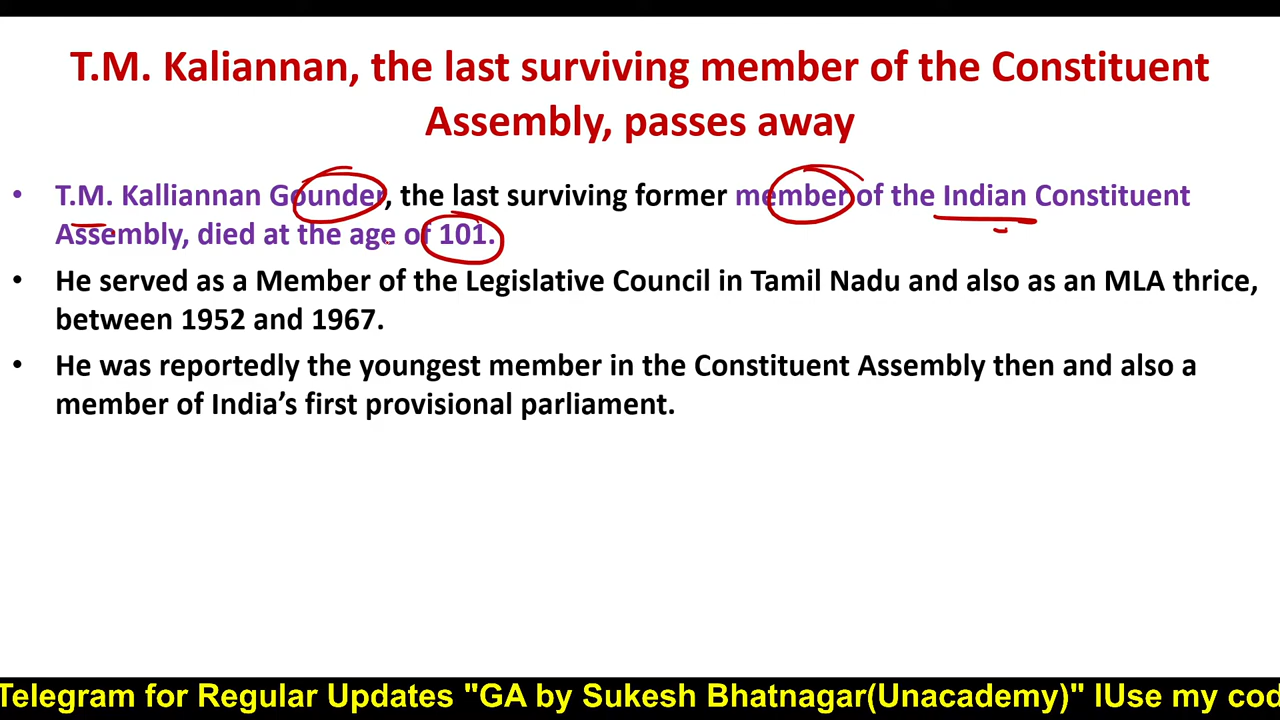 T.M. Kaliannan, the last surviving member of the Constituent
Assembly, passes away
• T.M. Kalliannan Gounder, the last surviving former member of the Indian Constituent
Assembly, died at the age of 101.
• He served as a Member of the Legislative Council in Tamil Nadu and also as an MLA thrice,
between 1952 and 1967.
• He was reportedly the youngest member in the Constituent Assembly then and also a
member of India’s first provisional parliament.
Telegram for Regular Updates "GA by Sukesh Bhatnagar(Unacademy)" IUse my cod